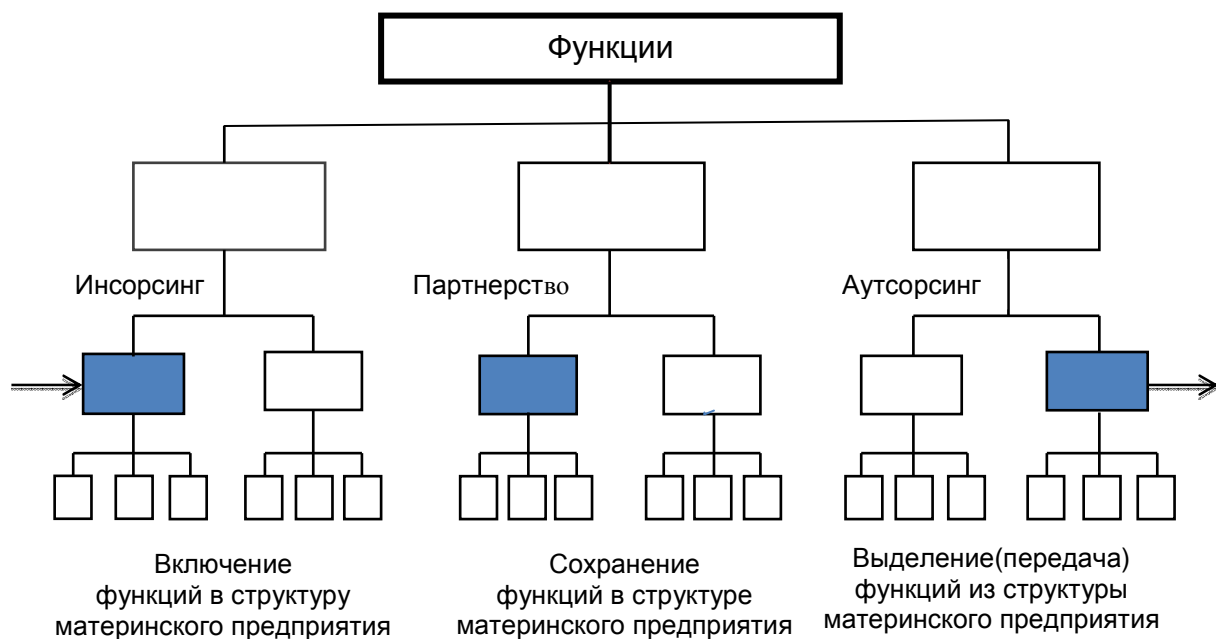 Функции
Инсорсинг
Партнерство
Аутсорсинг
Включение
функций в структуру
материнского предприятия
Сохранение
функций в структуре
материнского предприятия
Выделение(передача)
функций из структуры
материнского предприятия